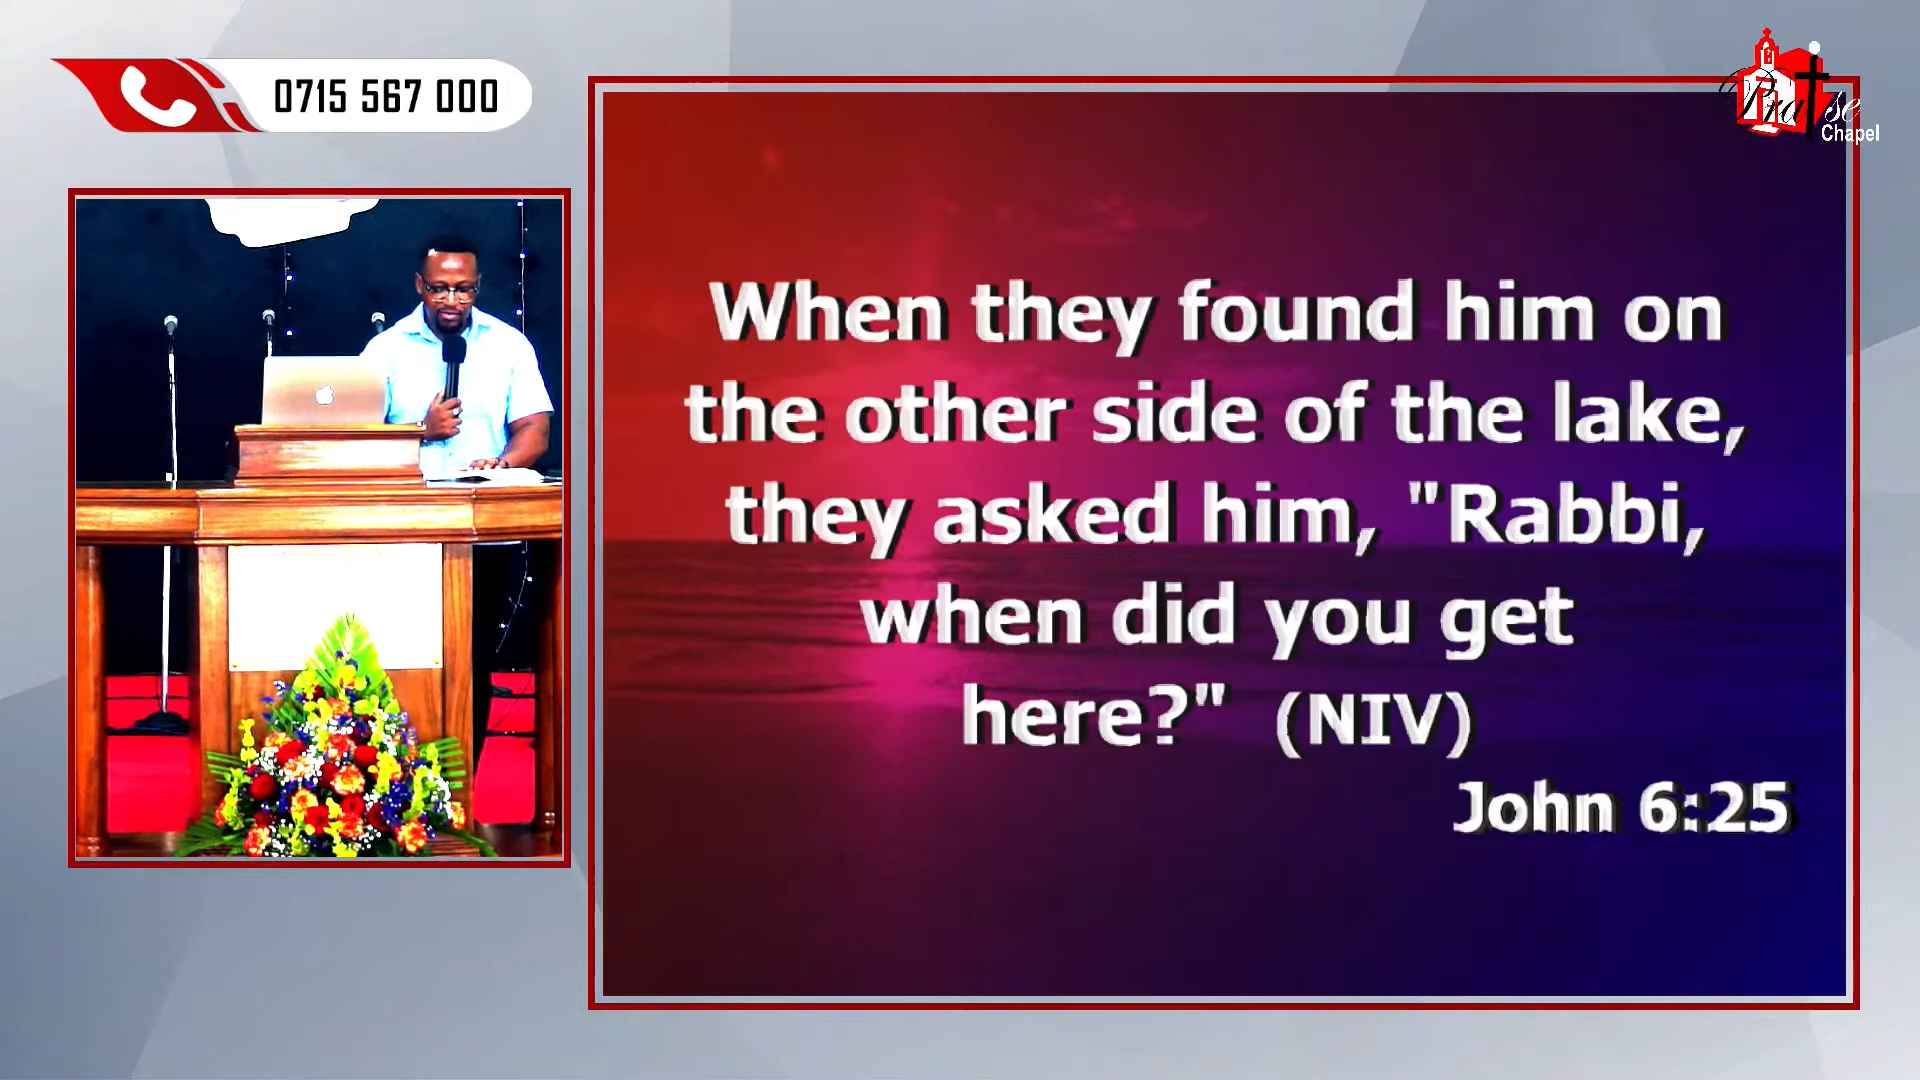 0715 567 000
Praise
Chapel
When they found him on
the other side of the lake,
they asked him, "Rabbi,
when did you get
here?" (NIV)
John 6:25